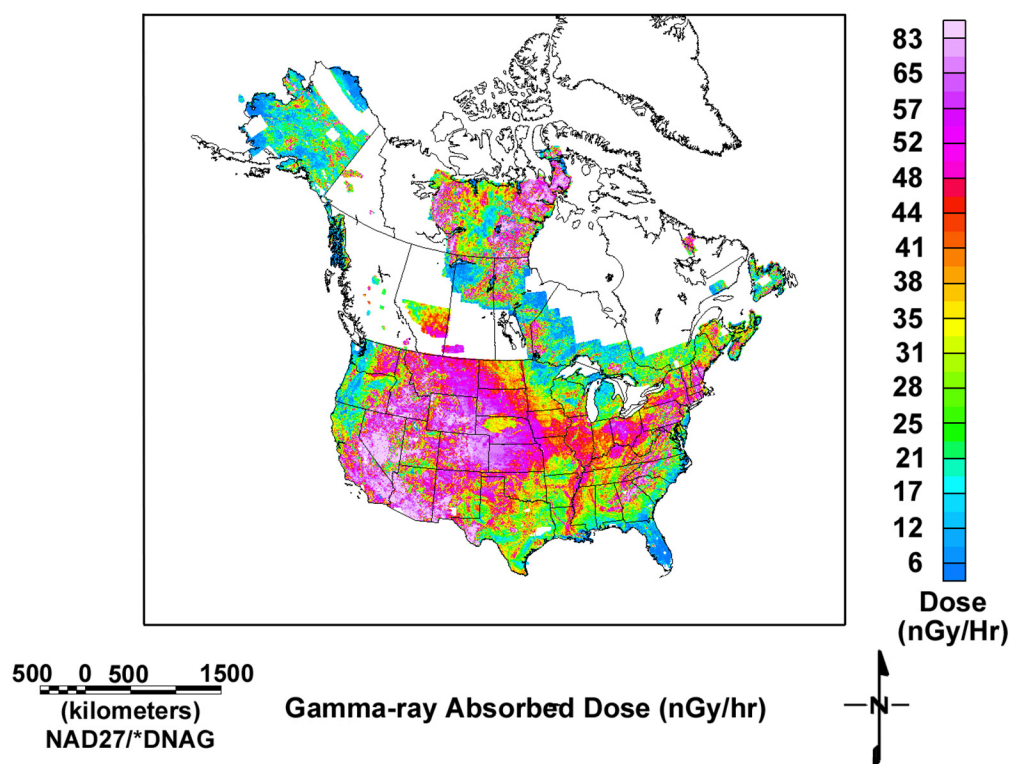 83
65
57
52
48
44
41
38
35
31
28
25
21
17
12
6
Dose
(nGy/Hr)
500 0 500 1500
(kilometers)
NAD27/*DNAG
Gamma-ray Absorbed Dose (nGy/hr)
N